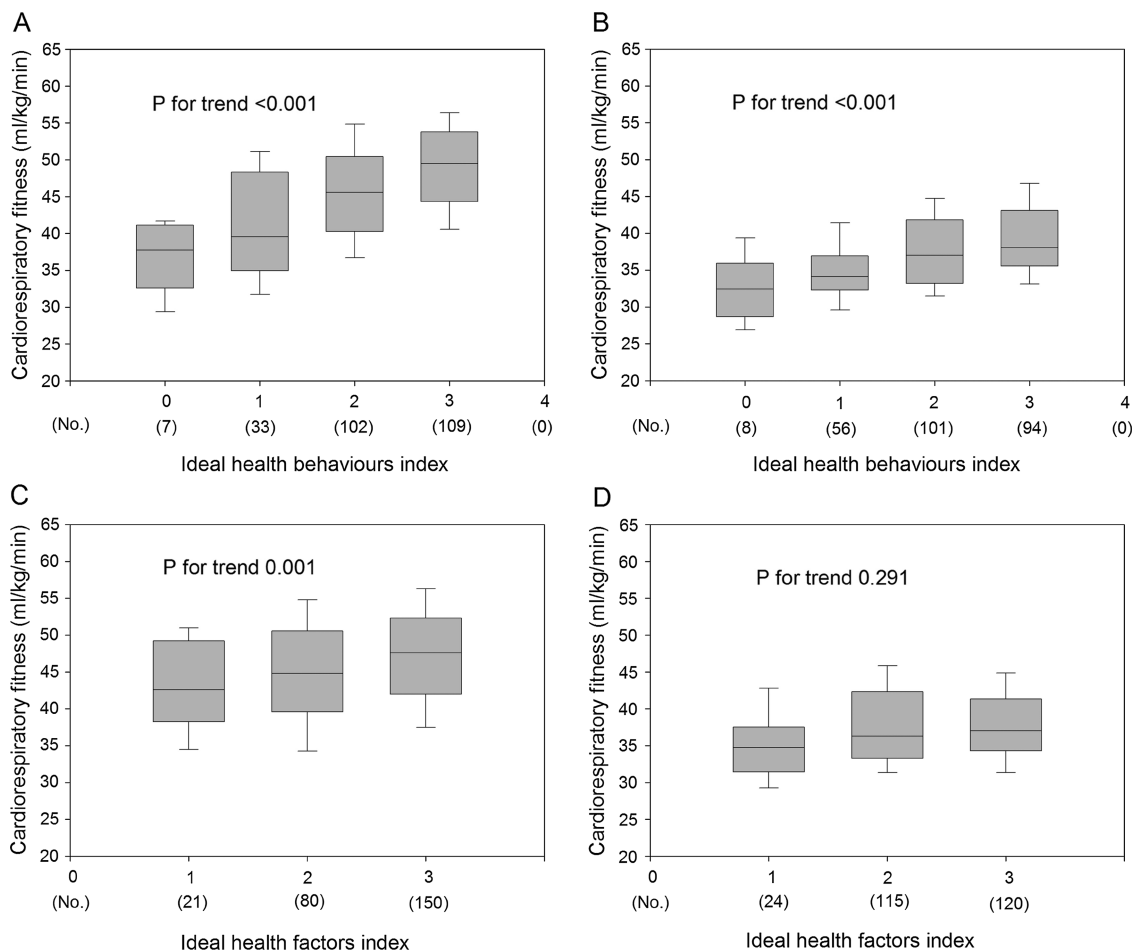 A
Cardiorespiratory fitness (ml/kg/min)
65
60
55
50
45
40
35
30
25
20
P for trend <0.001
0 1 2 3 4
(No.) (7) (33) (102) (109) (0)
Ideal health behaviours index
B
Cardiorespiratory fitness (ml/kg/min)
65
60
55
50
45
40
35
30
25
20
P for trend <0.001
0 1 2 3 4
(No.) (8) (56) (101) (94) (0)
Ideal health behaviours index
C
Cardiorespiratory fitness (ml/kg/min)
65
60
55
50
45
40
35
30
25
20
P for trend 0.001
0 1 2 3
(No.) (21) (80) (150)
Ideal health factors index
D
Cardiorespiratory fitness (ml/kg/min)
65
60
55
50
45
40
35
30
25
20
P for trend 0.291
0 1 2 3
(No.) (24) (115) (120)
Ideal health factors index